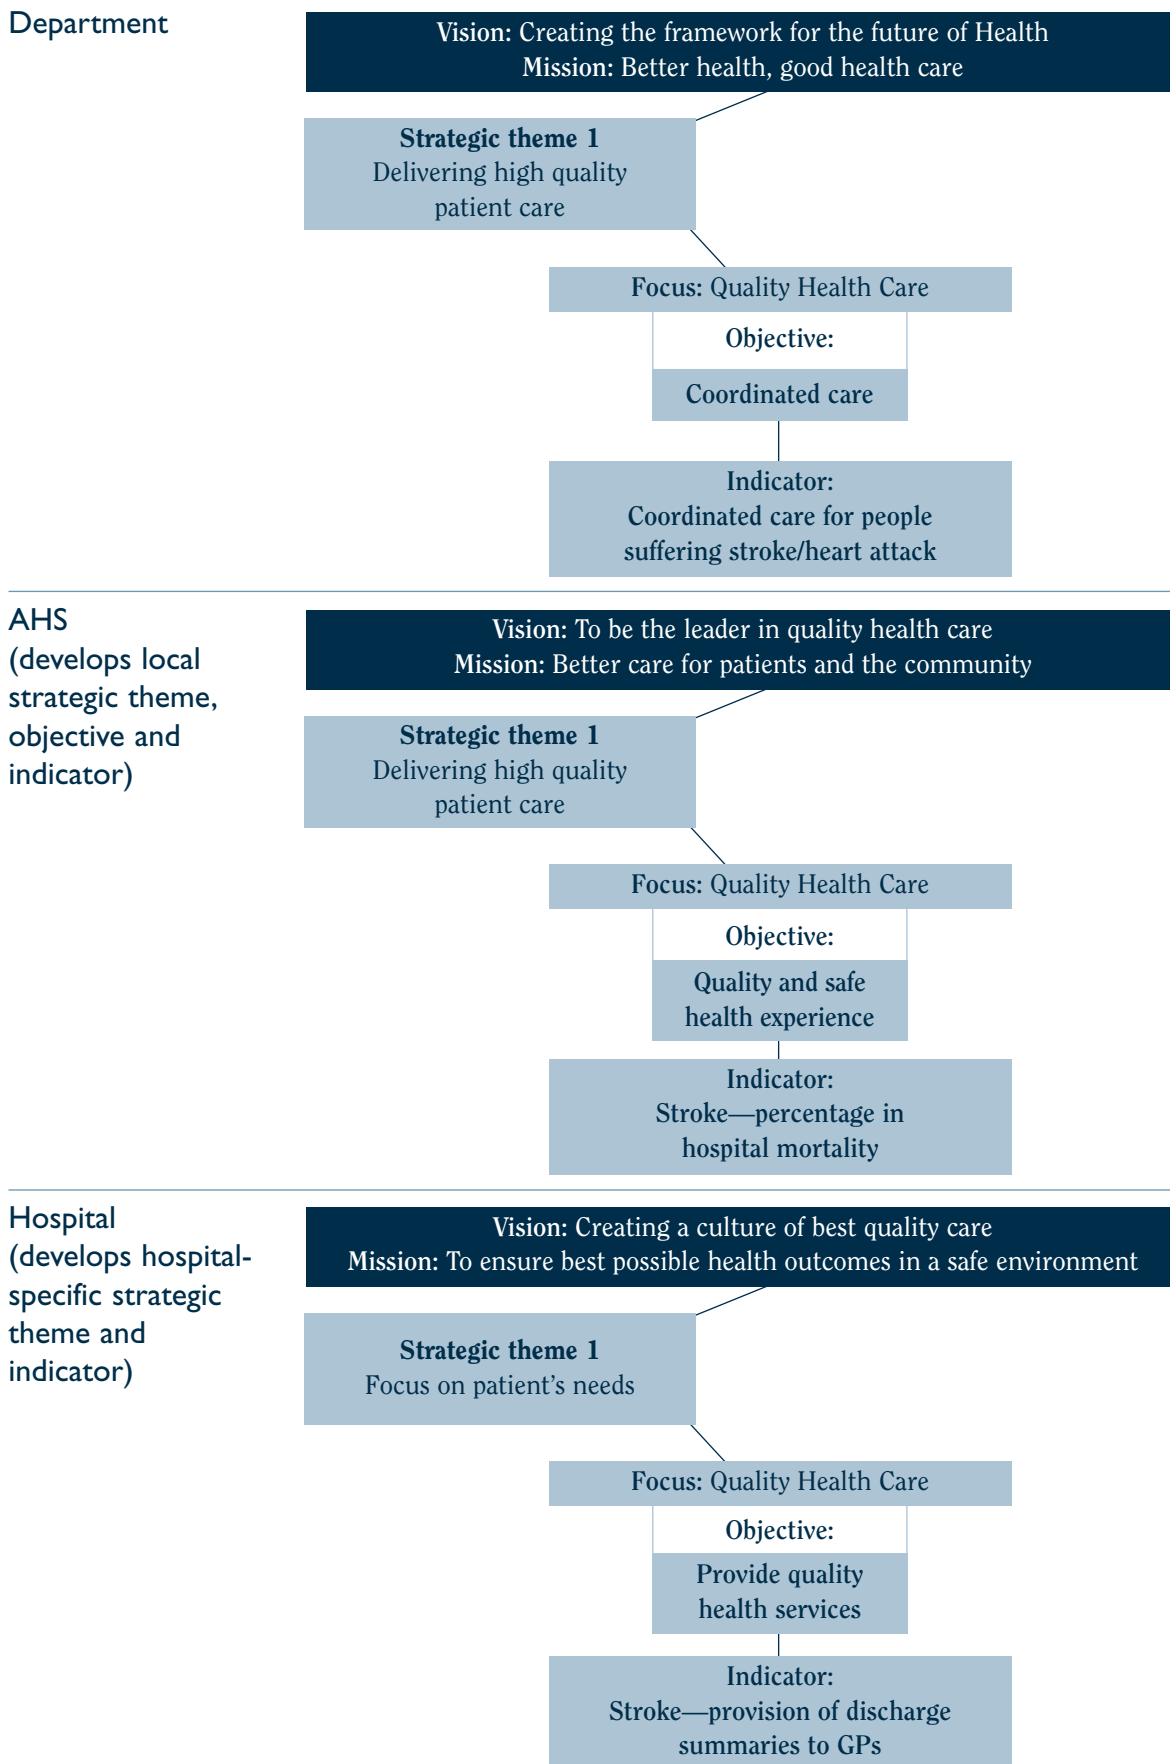 Department
Vision: Creating the framework for the future of Health
Mission: Better health, good health care
Strategic theme 1
Delivering high quality
patient care
Focus: Quality Health Care
Objective:
Coordinated care
Indicator:
Coordinated care for people
suffering stroke/heart attack
AHS
(develops local
strategic theme,
objective and
indicator)
Vision: To be the leader in quality health care
Mission: Better care for patients and the community
Strategic theme 1
Delivering high quality
patient care
Focus: Quality Health Care
Objective:
Quality and safe
health experience
Indicator:
Stroke—percentage in
hospital mortality
Hospital
(develops hospital-
specific strategic
theme and
indicator)
Vision: Creating a culture of best quality care
Mission: To ensure best possible health outcomes in a safe environment
Strategic theme 1
Focus on patient’s needs
Focus: Quality Health Care
Objective:
Provide quality
health services
Indicator:
Stroke—provision of discharge
summaries to GPs